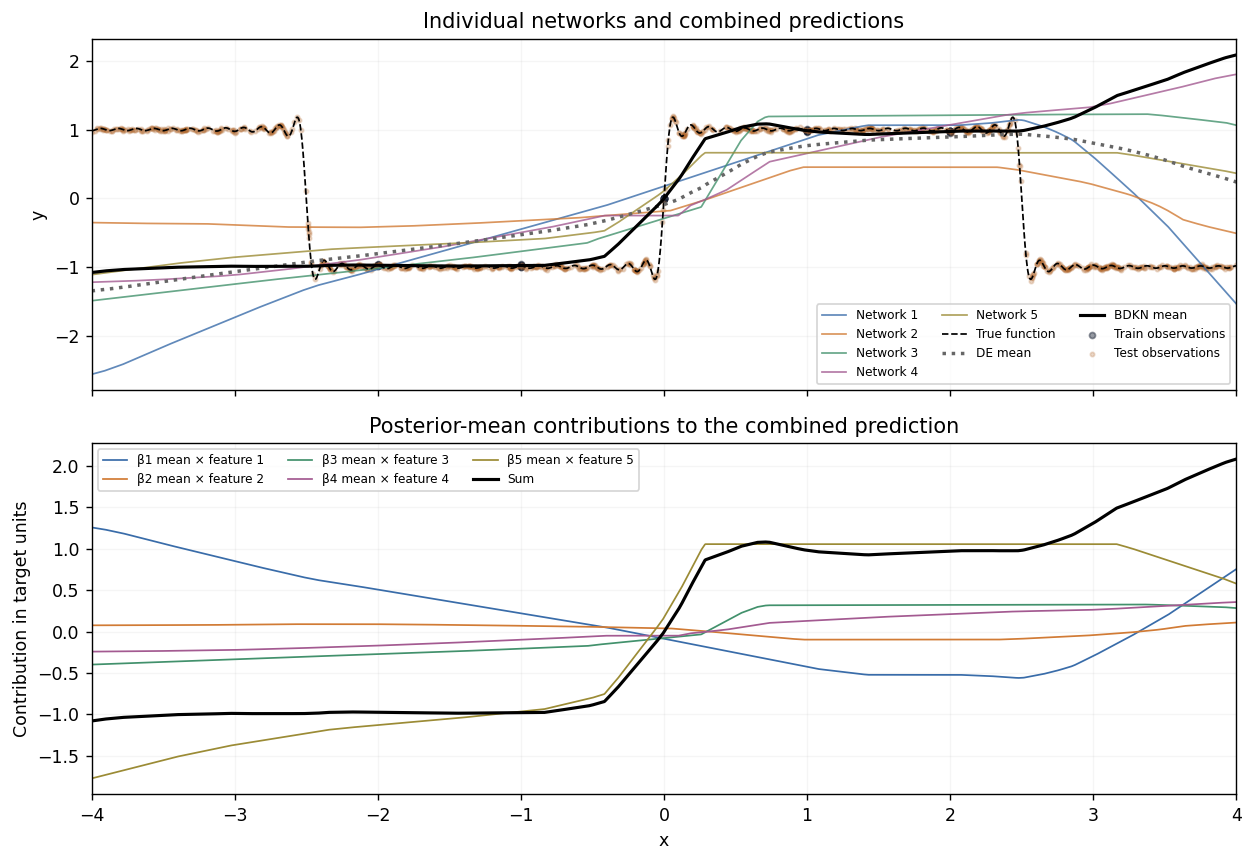 Individual networks and combined predictions
2
1
0
−1
−2
y
Network 1
Network 2
Network 3
Network 4
Network 5
True function
DE mean
BDKN mean
Train observations
Test observations
Posterior-mean contributions to the combined prediction
β1 mean × feature 1
β2 mean × feature 2
β3 mean × feature 3
β4 mean × feature 4
β5 mean × feature 5
Sum
2.0
1.5
1.0
0.5
0.0
−0.5
−1.0
−1.5
Contribution in target units
−4 −3 −2 −1 0 1 2 3 4
x